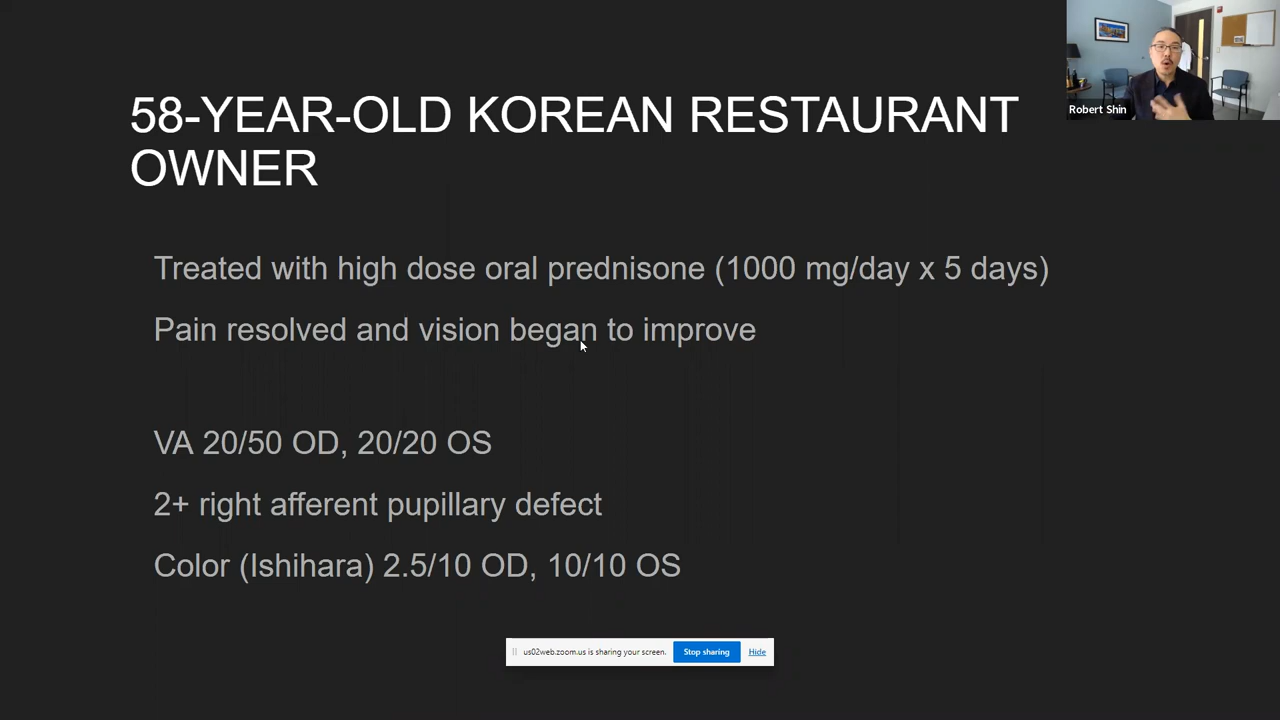 Robert Shin
58-YEAR-OLD KOREAN RESTAURANT
OWNER
Treated with high dose oral prednisone (1000 mg/day x 5 days)
Pain resolved and vision began to improve
VA 20/50 OD, 20/20 OS
2+ right afferent pupillary defect
Color (Ishihara) 2.5/10 OD, 10/10 OS
us02web.zoom.us is sharing your screen. Stop sharing Hide